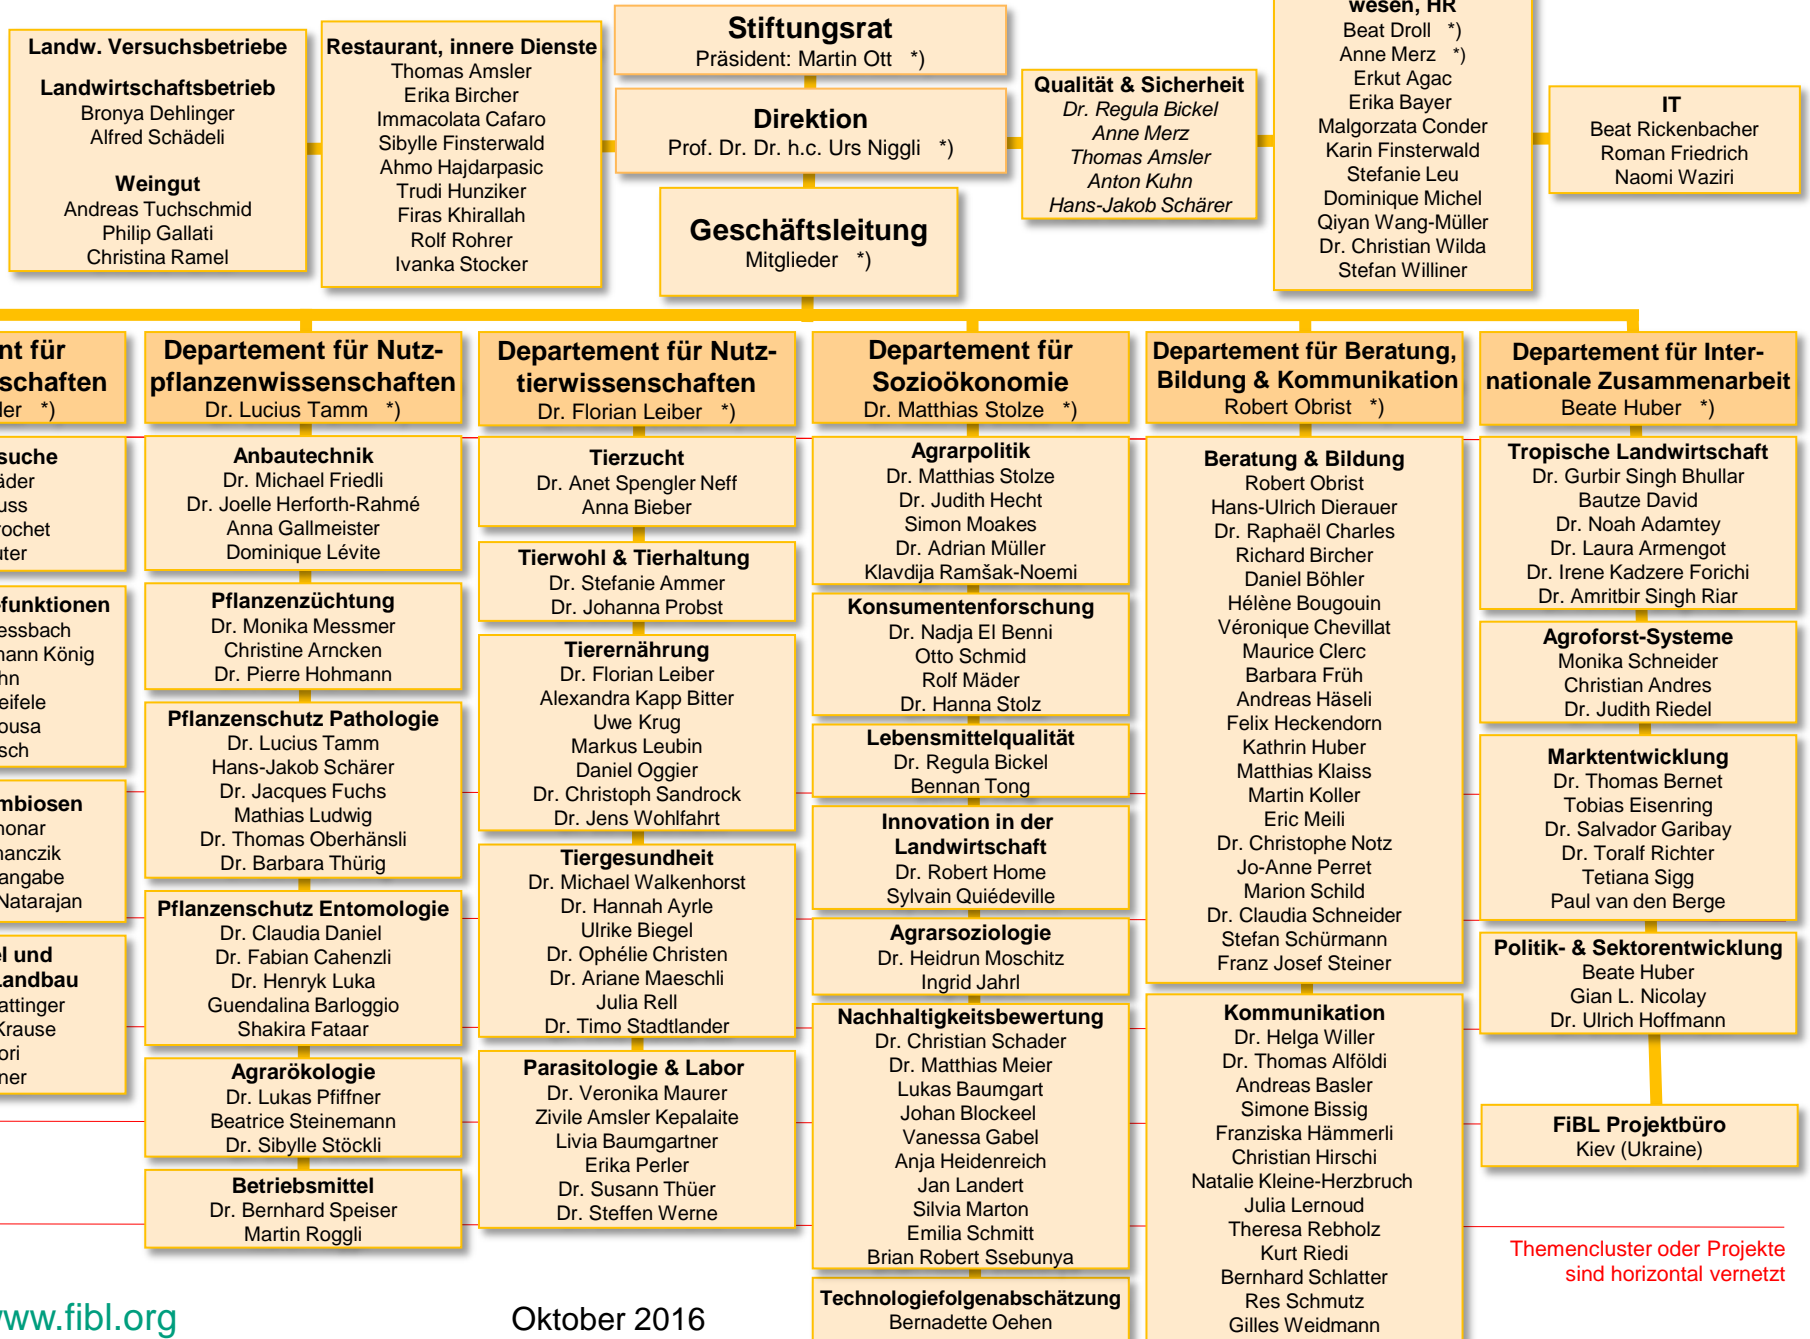 Landw. Versuchsbetriebe
Landwirtschaftsbetrieb
Bronya Dehlinger
Alfred Schädeli
Weingut
Andreas Tuchschmid
Philip Gallati
Christina Ramel
Restaurant, innere Dienste
Thomas Amsler
Erika Bircher
Immacolata Cafaro
Sibylle Finsterwald
Ahmo Hajdarpasic
Trudi Hunziker
Firas Khirallah
Rolf Rohrer
Ivanka Stocker
Stiftungsrat
Präsident: Martin Ott *)
Direktion
Prof. Dr. Dr. h.c. Urs Niggli *)
Geschäftsleitung
Mitglieder *)
Qualität & Sicherheit
Dr. Regula Bickel
Anne Merz
Thomas Amsler
Anton Kuhn
Hans-Jakob Schärer
wesen, HR
Beat Droll *)
Anne Merz *)
Erkut Agac
Erika Bayer
Malgorzata Conder
Karin Finsterwald
Stefanie Leu
Dominique Michel
Qiyan Wang-Müller
Dr. Christian Wilda
Stefan Williner
IT
Beat Rickenbacher
Roman Friedrich
Naomi Waziri
nt für
schaften
ler *)
suche
äder
uss
rochet
uter
funktionen
essbach
mann König
hn
eifele
ousa
sch
mbiosen
honar
manczik
angabe
Natarajan
el und
Landbau
attinger
Krause
ori
ner
Departement für Nutz-
pflanzenwissenschaften
Dr. Lucius Tamm *)
Anbautechnik
Dr. Michael Friedli
Dr. Joelle Herforth-Rahmé
Anna Gallmeister
Dominique Lévite
Pflanzenzüchtung
Dr. Monika Messmer
Christine Arncken
Dr. Pierre Hohmann
Pflanzenschutz Pathologie
Dr. Lucius Tamm
Hans-Jakob Schärer
Dr. Jacques Fuchs
Mathias Ludwig
Dr. Thomas Oberhänsli
Dr. Barbara Thürig
Pflanzenschutz Entomologie
Dr. Claudia Daniel
Dr. Fabian Cahenzli
Dr. Henryk Luka
Guendalina Barloggio
Shakira Fataar
Agrarökologie
Dr. Lukas Pfiffner
Beatrice Steinemann
Dr. Sibylle Stöckli
Betriebsmittel
Dr. Bernhard Speiser
Martin Roggli
Departement für Nutz-
tierwissenschaften
Dr. Florian Leiber *)
Tierzucht
Dr. Anet Spengler Neff
Anna Bieber
Tierwohl & Tierhaltung
Dr. Stefanie Ammer
Dr. Johanna Probst
Tierernährung
Dr. Florian Leiber
Alexandra Kapp Bitter
Uwe Krug
Markus Leubin
Daniel Oggier
Dr. Christoph Sandrock
Dr. Jens Wohlfahrt
Tiergesundheit
Dr. Michael Walkenhorst
Dr. Hannah Ayrle
Ulrike Biegel
Dr. Ophélie Christen
Dr. Ariane Maeschli
Julia Rell
Dr. Timo Stadtlander
Parasitologie & Labor
Dr. Veronika Maurer
Zivile Amsler Kepalaite
Livia Baumgartner
Erika Perler
Dr. Susann Thüer
Dr. Steffen Werne
Departement für
Sozioökonomie
Dr. Matthias Stolze *)
Agrarpolitik
Dr. Matthias Stolze
Dr. Judith Hecht
Simon Moakes
Dr. Adrian Müller
Klavdija Ramšak-Noemi
Konsumentenforschung
Dr. Nadja El Benni
Otto Schmid
Rolf Mäder
Dr. Hanna Stolz
Lebensmittelqualität
Dr. Regula Bickel
Bennan Tong
Innovation in der
Landwirtschaft
Dr. Robert Home
Sylvain Quiédeville
Agrarsoziologie
Dr. Heidrun Moschitz
Ingrid Jahrl
Nachhaltigkeitsbewertung
Dr. Christian Schader
Dr. Matthias Meier
Lukas Baumgart
Johan Blockeel
Vanessa Gabel
Anja Heidenreich
Jan Landert
Silvia Marton
Emilia Schmitt
Brian Robert Ssebunya
Technologiefolgenabschätzung
Bernadette Oehen
Departement für Beratung,
Bildung & Kommunikation
Robert Obrist *)
Beratung & Bildung
Robert Obrist
Hans-Ulrich Dierauer
Dr. Raphaël Charles
Richard Bircher
Daniel Böhler
Hélène Bougouin
Véronique Chevillat
Maurice Clerc
Barbara Früh
Andreas Häseli
Felix Heckendorn
Kathrin Huber
Matthias Klaiss
Martin Koller
Eric Meili
Dr. Christophe Notz
Jo-Anne Perret
Marion Schild
Dr. Claudia Schneider
Stefan Schürmann
Franz Josef Steiner
Kommunikation
Dr. Helga Willer
Dr. Thomas Alföldi
Andreas Basler
Simone Bissig
Franziska Hämmerli
Christian Hirschi
Natalie Kleine-Herzbruch
Julia Lernoud
Theresa Rebholz
Kurt Riedi
Bernhard Schlatter
Res Schmutz
Gilles Weidmann
Departement für Inter-
nationale Zusammenarbeit
Beate Huber *)
Tropische Landwirtschaft
Dr. Gurbir Singh Bhullar
Bautze David
Dr. Noah Adamtey
Dr. Laura Armengot
Dr. Irene Kadzere Forichi
Dr. Amritbir Singh Riar
Agroforst-Systeme
Monika Schneider
Christian Andres
Dr. Judith Riedel
Marktentwicklung
Dr. Thomas Bernet
Tobias Eisenring
Dr. Salvador Garibay
Dr. Toralf Richter
Tetiana Sigg
Paul van den Berge
Politik- & Sektorentwicklung
Beate Huber
Gian L. Nicolay
Dr. Ulrich Hoffmann
FiBL Projektbüro
Kiev (Ukraine)
Themencluster oder Projekte
sind horizontal vernetzt
www.fibl.org
Oktober 2016